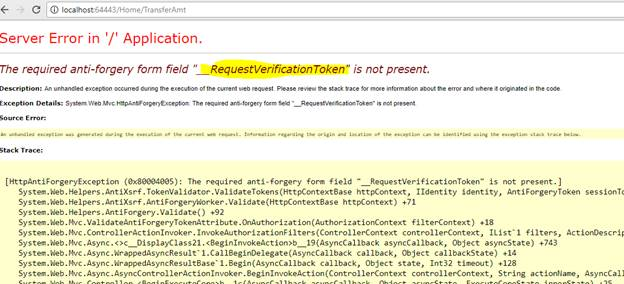 localhost:64443/Home/TransferAmt
Server Error in '/' Application.
The required anti-forgery form field "__RequestVerificationToken" is not present.
Description: An unhandled exception occurred during the execution of the current web request. Please review the stack trace for more information about the error and where it originated in the code.
Exception Details: System.Web.Mvc.HttpAntiForgeryException: The required anti-forgery form field "__RequestVerificationToken" is not present.
Source Error:
An unhandled exception was generated during the execution of the current web request. Information regarding the origin and location of the exception can be identified using the exception stack trace below.
Stack Trace:
[HttpAntiForgeryException (0x80004005): The required anti-forgery form field "__RequestVerificationToken" is not present.]
System.Web.Helpers.AntiXsrf.TokenValidator.ValidateTokens(HttpContextBase httpContext, IIdentity identity, AntiForgeryToken sessionTo
System.Web.Helpers.AntiXsrf.AntiForgeryWorker.Validate(HttpContextBase httpContext) +71
System.Web.Helpers.AntiForgery.Validate() +92
System.Web.Mvc.ValidateAntiForgeryTokenAttribute.OnAuthorization(AuthorizationContext filterContext) +18
System.Web.Mvc.ControllerActionInvoker.InvokeAuthorizationFilters(ControllerContext controllerContext, IList`1 filters, ActionDescrip
System.Web.Mvc.Async.<>c__DisplayClass21.<BeginInvokeAction>b__19(AsyncCallback asyncCallback, Object asyncState) +743
System.Web.Mvc.Async.WrappedAsyncResult`1.CallBeginDelegate(AsyncCallback callback, Object callbackState) +14
System.Web.Mvc.Async.WrappedAsyncResultBase`1.Begin(AsyncCallback callback, Object state, Int32 timeout) +128
System.Web.Mvc.Async.AsyncControllerActionInvoker.BeginInvokeAction(ControllerContext controllerContext, String actionName, AsyncCall